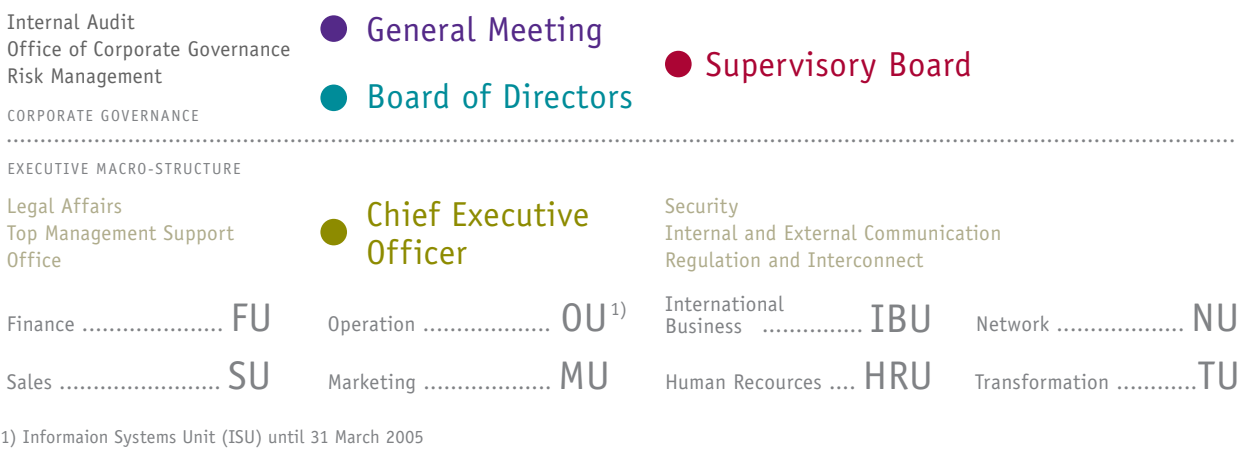 Internal Audit
Office of Corporate Governance
Risk Management
CORPORATE GOVERNANCE
General Meeting
Board of Directors
Supervisory Board
EXECUTIVE MACRO-STRUCTURE
Legal Affairs
Top Management Support
Office
Chief Executive
Officer
Security
Internal and External Communication
Regulation and Interconnect
Finance ..................... FU
Operation ................... OU 1)
International
Business ............... IBU
Network ................... NU
Sales ........................ SU
Marketing ................... MU
Human Recources .... HRU
Transformation ............TU
1) Informaion Systems Unit (ISU) until 31 March 2005